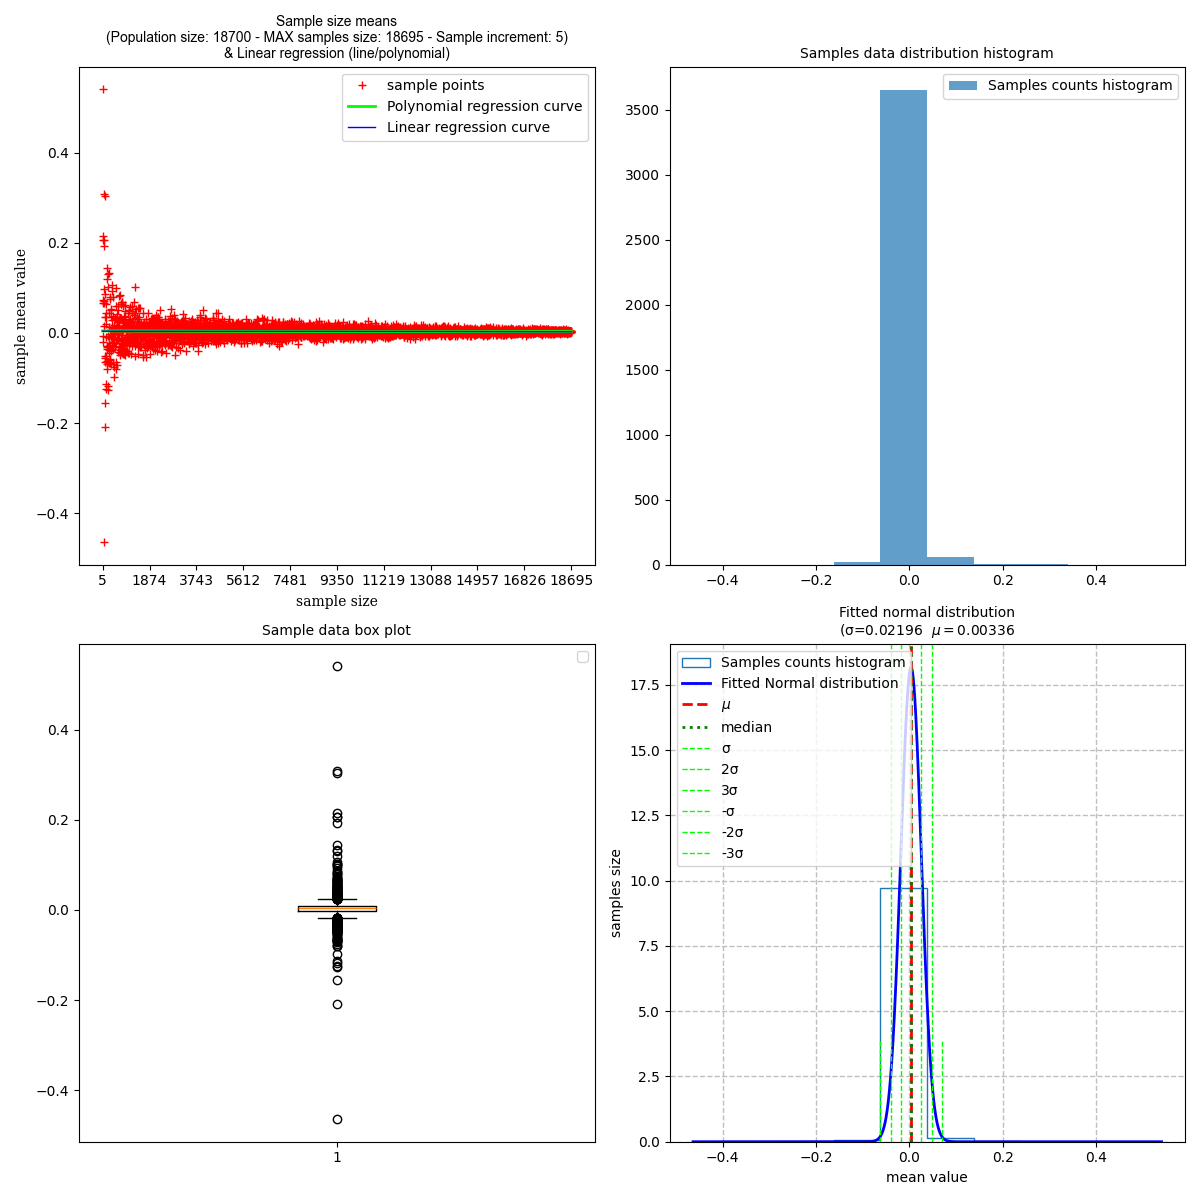 Sample size means
(Population size: 18700 - MAX samples size: 18695 - Sample increment: 5)
& Linear regression (line/polynomial)
sample points
Polynomial regression curve
Linear regression curve
0.4
0.2
0.0
−0.2
−0.4
sample mean value
5 1874 3743 5612 7481 9350 11219 13088 14957 16826 18695
sample size
Samples data distribution histogram
Samples counts histogram
3500
3000
2500
2000
1500
1000
500
0
−0.4 −0.2 0.0 0.2 0.4
Sample data box plot
0.4
0.2
0.0
−0.2
−0.4
1
Fitted normal distribution
(σ=0.02196 μ = 0.00336
Samples counts histogram
Fitted Normal distribution
μ
median
σ
2σ
3σ
-σ
-2σ
-3σ
17.5
15.0
12.5
10.0
7.5
5.0
2.5
0.0
samples size
−0.4 −0.2 0.0 0.2 0.4
mean value